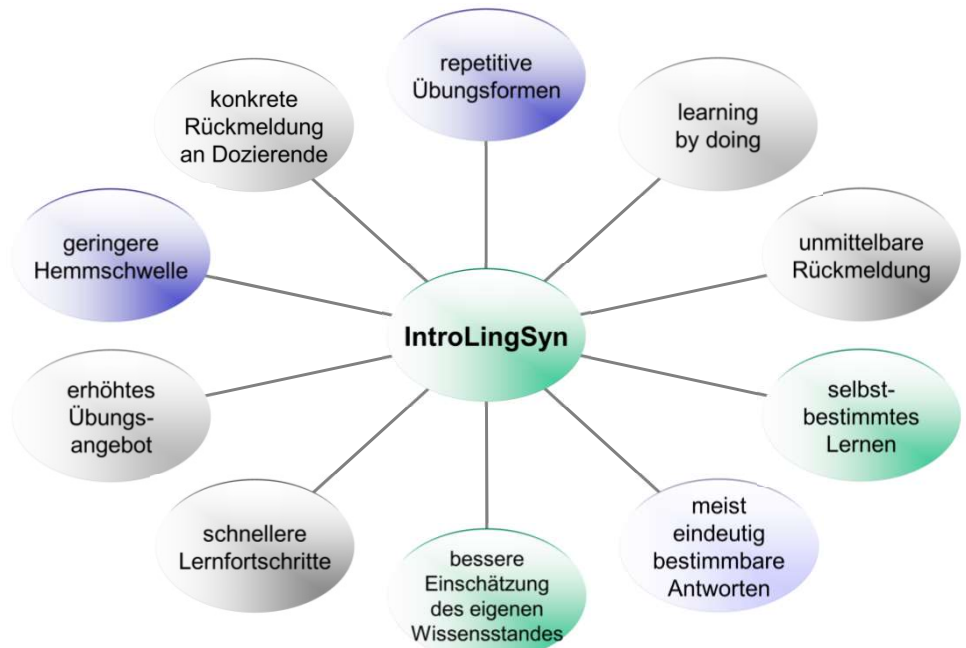 repetitive
Übungsformen
learning
by doing
unmittelbare
Rückmeldung
selbst-
bestimmtes
Lernen
meist
eindeutig
bestimmbare
Antworten
bessere
Einschätzung
des eigenen
Wissensstandes
schnellere
Lernfortschritte
erhöhtes
Übungs-
angebot
geringere
Hemmschwelle
konkrete
Rückmeldung
an Dozierende
IntroLingSyn